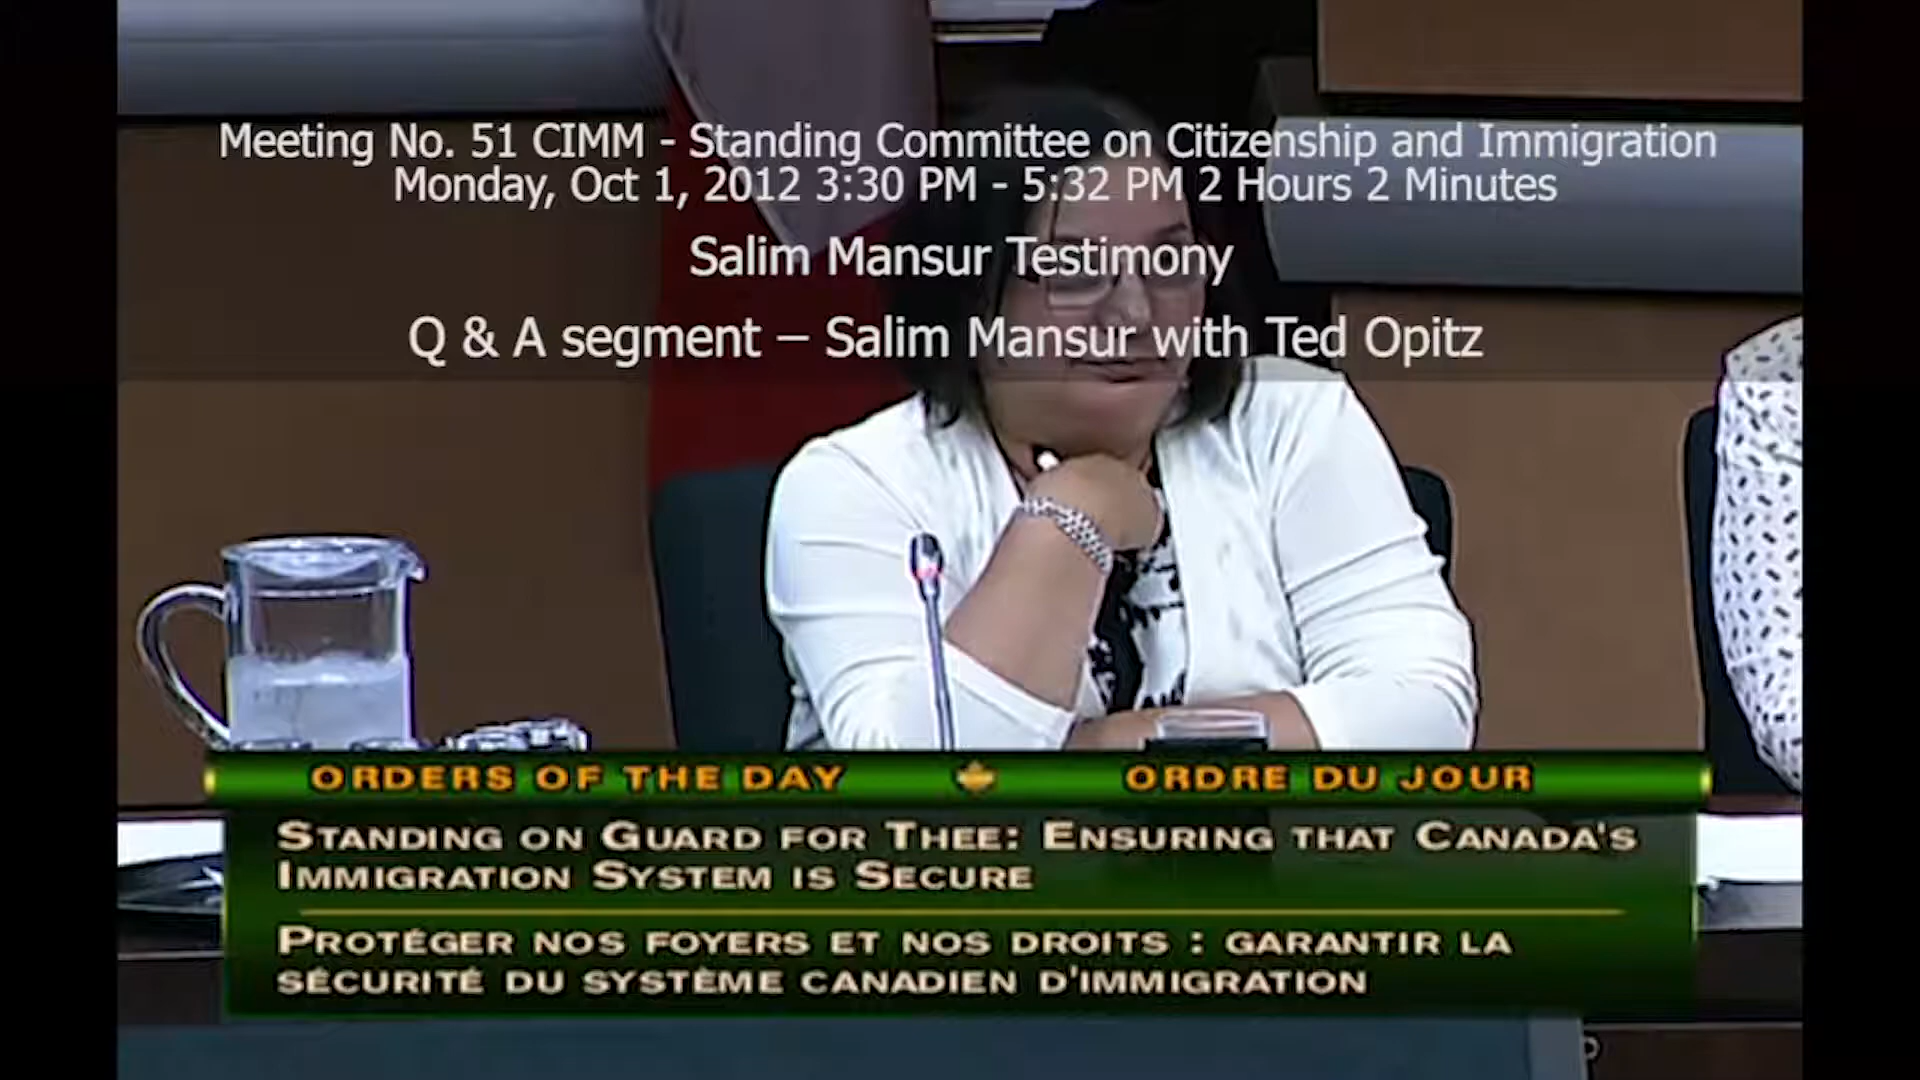 Meeting No. 51 CIMM - Standing Committee on Citizenship and Immigration
Monday, Oct 1, 2012 3:30 PM - 5:32 PM 2 Hours 2 Minutes
Salim Mansur Testimony
Q & A segment – Salim Mansur with Ted Opitz
ORDERS OF THE DAY ORDRE DU JOUR
STANDING ON GUARD FOR THEE: ENSURING THAT CANADA'S
IMMIGRATION SYSTEM IS SECURE
PROTÉGER NOS FOYERS ET NOS DROITS : GARANTIR LA
SÉCURITÉ DU SYSTÈME CANADIEN D'IMMIGRATION